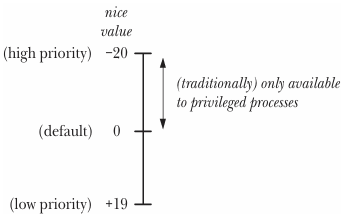 nice
value
(high priority) −20
(traditionally) only available
to privileged processes
(default) 0
(low priority) +19